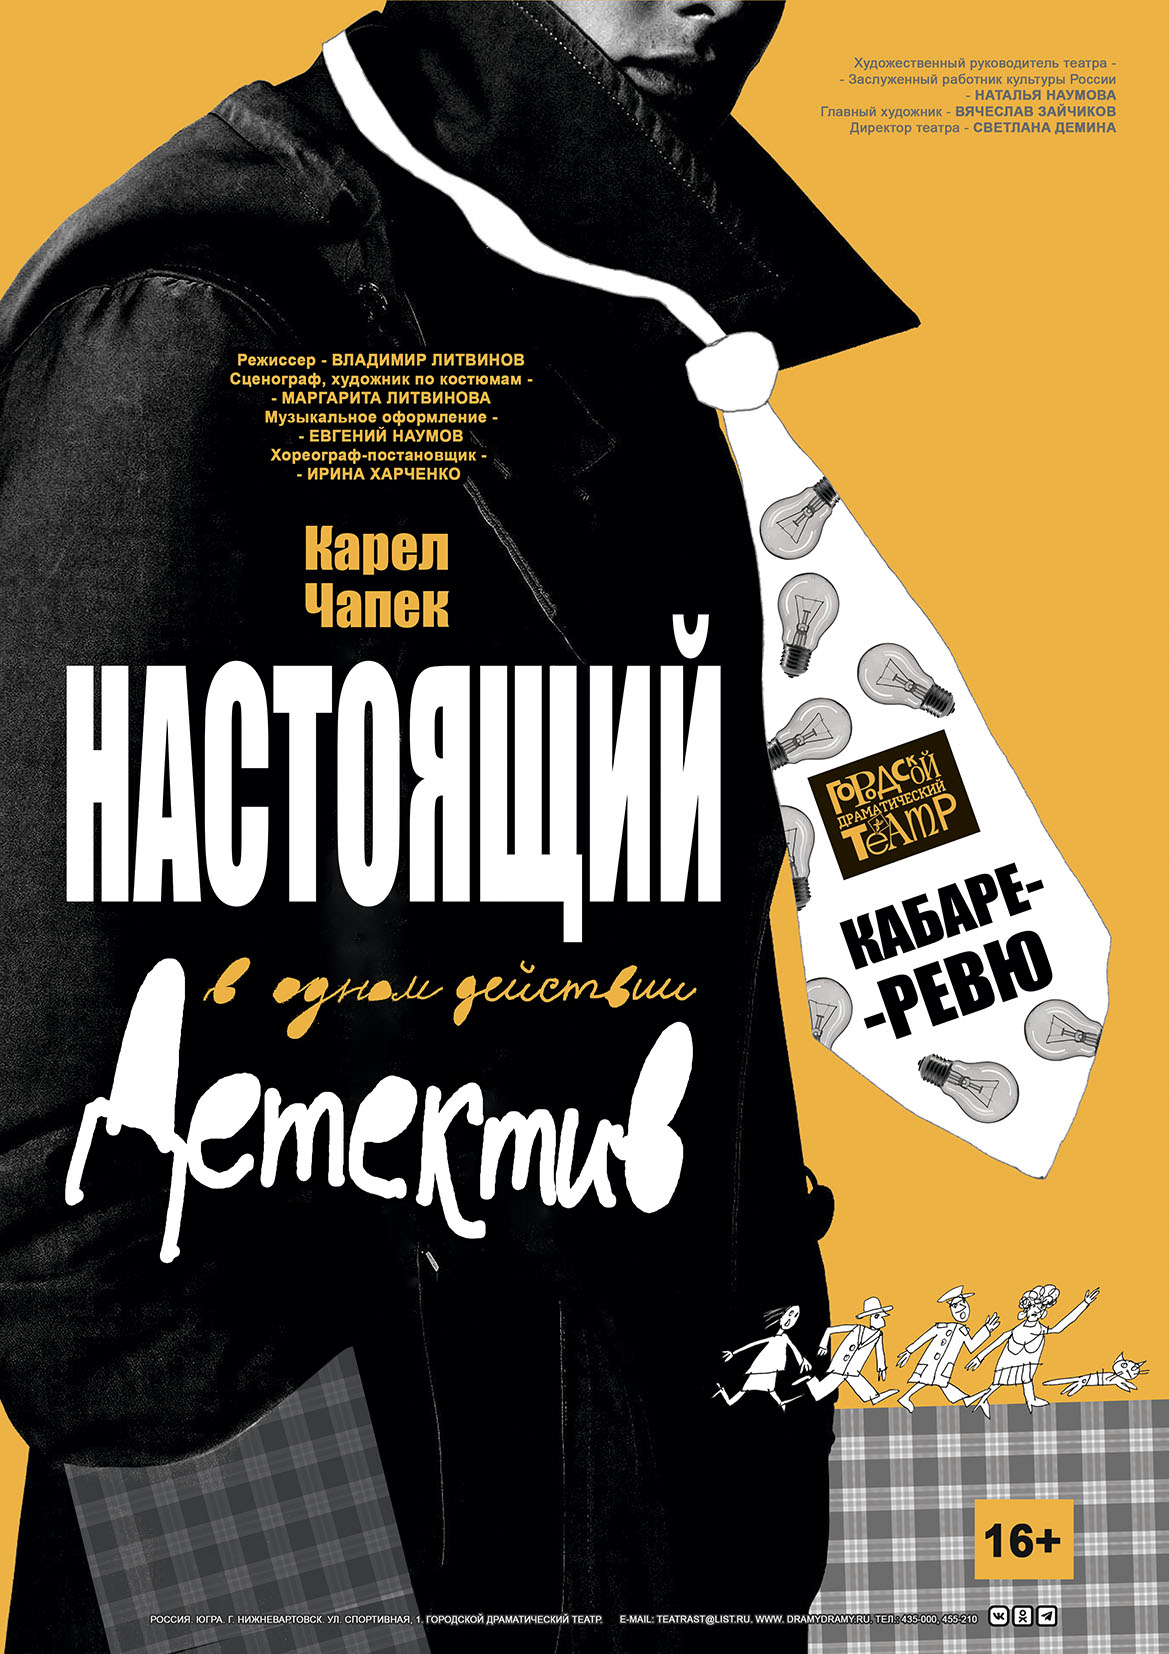 Художественный руководитель театра -
- Заслуженный работник культуры России
- НАТАЛЬЯ НАУМОВА
Главный художник - ВЯЧЕСЛАВ ЗАЙЧИКОВ
Директор театра - СВЕТЛАНА ДЕМИНА
Режиссер - ВЛАДИМИР ЛИТВИНОВ
Сценограф, художник по костюмам -
- МАРГАРИТА ЛИТВИНОВА
Музыкальное оформление -
- ЕВГЕНИЙ НАУМОВ
Хореограф-постановщик -
- ИРИНА ХАРЧЕНКО
Карел
Чапек
НАСТОЯЩИЙ
в одном действии
Детектив
ГОРОДСКОЙ
ДРАМАТИЧЕСКИЙ
ТЕАТР
КАБАРЕ-
-РЕВЮ
16+
РОССИЯ. ЮГРА. Г. НИЖНЕВАРТОВСК. УЛ. СПОРТИВНАЯ, 1. ГОРОДСКОЙ ДРАМАТИЧЕСКИЙ ТЕАТР. E-MAIL: TEATRAST@LIST.RU. WWW. DRAMYDRAMY.RU. ТЕЛ.: 435-000, 455-210